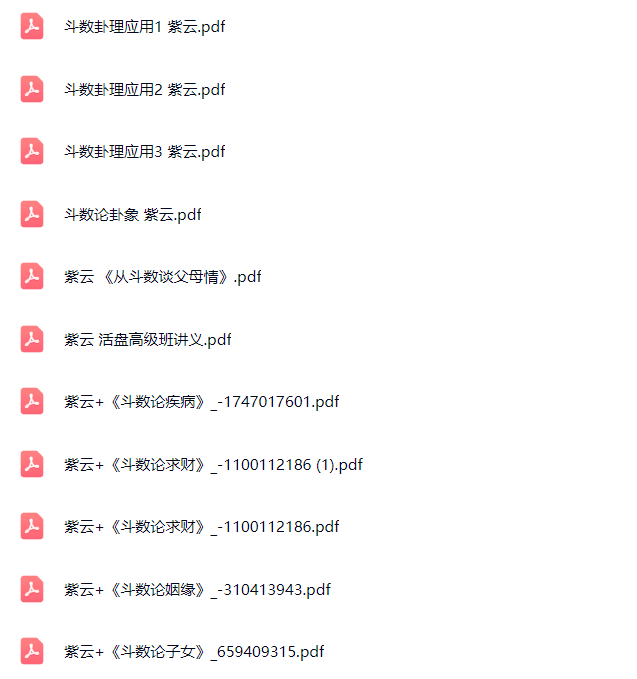 斗数卦理应用1 紫云.pdf
斗数卦理应用2 紫云.pdf
斗数卦理应用3 紫云.pdf
斗数论卦象 紫云.pdf
紫云 《从斗数谈父母情》.pdf
紫云 活盘高级班讲义.pdf
紫云+《斗数论疾病》_-1747017601.pdf
紫云+《斗数论求财》_-1100112186 (1).pdf
紫云+《斗数论求财》_-1100112186.pdf
紫云+《斗数论姻缘》_-310413943.pdf
紫云+《斗数论子女》_659409315.pdf